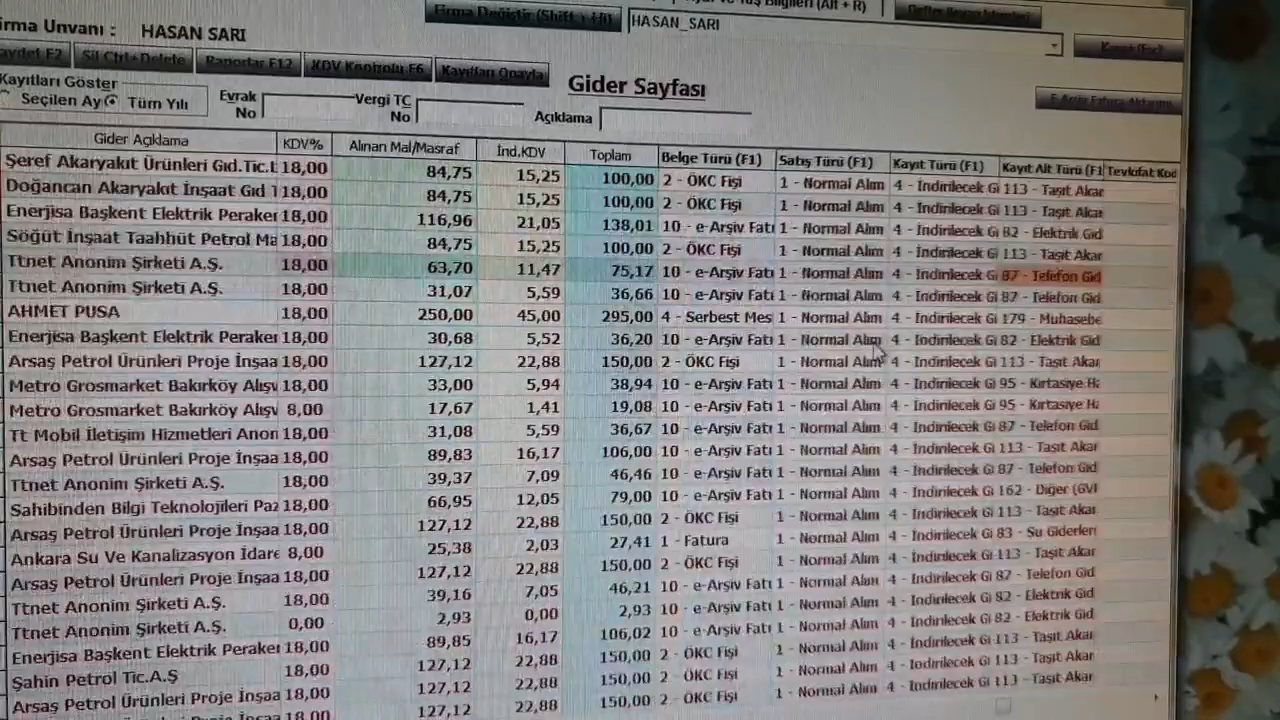 Firma Değiştir (Shift + H)
irma Unvanı : HASAN SARI
HASAN_SARI
Sil Ctrl+Delete Raporlar F12 KDV Kontrolu F6 Kayıtları Onayla
Kayıtları Göster
Seçilen Ay Tüm Yılı
Evrak No
Vergi TC No
Açıklama
Gider Sayfası
Gider Açıklama KDV% Alınan Mal/Masraf İnd.KDV Toplam Belge Türü (F1) Satış Türü (F1) Kayıt Türü (F1) Kayıt Alt Türü (F1 Tevkifat Kod
Şeref Akaryakıt Ürünleri Gıd.Tic.L 18,00 84,75 15,25 100,00 2 - ÖKC Fişi 1 - Normal Alım 4 - İndirilecek Gi 113 - Taşıt Akar
Doğancan Akaryakıt İnşaat Gıd T 18,00 84,75 15,25 100,00 2 - ÖKC Fişi 1 - Normal Alım 4 - İndirilecek Gi 113 - Taşıt Akar
Enerjisa Başkent Elektrik Peraker 18,00 116,96 21,05 138,01 10 - e-Arşiv Fatı 1 - Normal Alım 4 - İndirilecek Gi 82 - Elektrik Gid
Söğüt İnşaat Taahhüt Petrol Ma 18,00 84,75 15,25 100,00 2 - ÖKC Fişi 1 - Normal Alım 4 - İndirilecek Gi 113 - Taşıt Akar
Ttnet Anonim Şirketi A.Ş. 18,00 63,70 11,47 75,17 10 - e-Arşiv Fatı 1 - Normal Alım 4 - İndirilecek Gi 87 - Telefon Gid
Ttnet Anonim Şirketi A.Ş. 18,00 31,07 5,59 36,66 10 - e-Arşiv Fatı 1 - Normal Alım 4 - İndirilecek Gi 87 - Telefon Gid
AHMET PUSA 18,00 250,00 45,00 295,00 4 - Serbest Mes 1 - Normal Alım 4 - İndirilecek Gi 179 - Muhasebe
Enerjisa Başkent Elektrik Peraker 18,00 30,68 5,52 36,20 10 - e-Arşiv Fatı 1 - Normal Alım 4 - İndirilecek Gi 82 - Elektrik Gid
Arsaş Petrol Ürünleri Proje İnşaa 18,00 127,12 22,88 150,00 2 - ÖKC Fişi 1 - Normal Alım 4 - İndirilecek Gi 113 - Taşıt Akar
Metro Grosmarket Bakırköy Alışv 18,00 33,00 5,94 38,94 10 - e-Arşiv Fatı 1 - Normal Alım 4 - İndirilecek Gi 95 - Kırtasiye Ha
Metro Grosmarket Bakırköy Alışv 8,00 17,67 1,41 19,08 10 - e-Arşiv Fatı 1 - Normal Alım 4 - İndirilecek Gi 95 - Kırtasiye Ha
Tt Mobil İletişim Hizmetleri Anon 18,00 31,08 5,59 36,67 10 - e-Arşiv Fatı 1 - Normal Alım 4 - İndirilecek Gi 87 - Telefon Gid
Arsaş Petrol Ürünleri Proje İnşaa 18,00 89,83 16,17 106,00 2 - ÖKC Fişi 1 - Normal Alım 4 - İndirilecek Gi 113 - Taşıt Akar
Ttnet Anonim Şirketi A.Ş. 18,00 39,37 7,09 46,46 10 - e-Arşiv Fatı 1 - Normal Alım 4 - İndirilecek Gi 87 - Telefon Gid
Sahibinden Bilgi Teknolojileri Paz 18,00 66,95 12,05 79,00 10 - e-Arşiv Fatı 1 - Normal Alım 4 - İndirilecek Gi 162 - Diğer (GVI
Arsaş Petrol Ürünleri Proje İnşaa 18,00 127,12 22,88 150,00 2 - ÖKC Fişi 1 - Normal Alım 4 - İndirilecek Gi 113 - Taşıt Akar
Ankara Su Ve Kanalizasyon İdare 8,00 25,38 2,03 27,41 1 - Fatura 1 - Normal Alım 4 - İndirilecek Gi 83 - Su Giderleri
Arsaş Petrol Ürünleri Proje İnşaa 18,00 127,12 22,88 150,00 2 - ÖKC Fişi 1 - Normal Alım 4 - İndirilecek Gi 113 - Taşıt Akar
Ttnet Anonim Şirketi A.Ş. 18,00 39,16 7,05 46,21 10 - e-Arşiv Fatı 1 - Normal Alım 4 - İndirilecek Gi 87 - Telefon Gid
Ttnet Anonim Şirketi A.Ş. 0,00 2,93 0,00 2,93 10 - e-Arşiv Fatı 1 - Normal Alım 4 - İndirilecek Gi 82 - Elektrik Gid
Enerjisa Başkent Elektrik Peraker 18,00 89,85 16,17 106,02 10 - e-Arşiv Fatı 1 - Normal Alım 4 - İndirilecek Gi 82 - Elektrik Gid
Şahin Petrol Tic.A.Ş 18,00 127,12 22,88 150,00 2 - ÖKC Fişi 1 - Normal Alım 4 - İndirilecek Gi 113 - Taşıt Akar
Arsaş Petrol Ürünleri Proje İnşaa 18,00 127,12 22,88 150,00 2 - ÖKC Fişi 1 - Normal Alım 4 - İndirilecek Gi 113 - Taşıt Akar
18,00 127,12 22,88 150,00 2 - ÖKC Fişi 1 - Normal Alım 4 - İndirilecek Gi 113 - Taşıt Akar